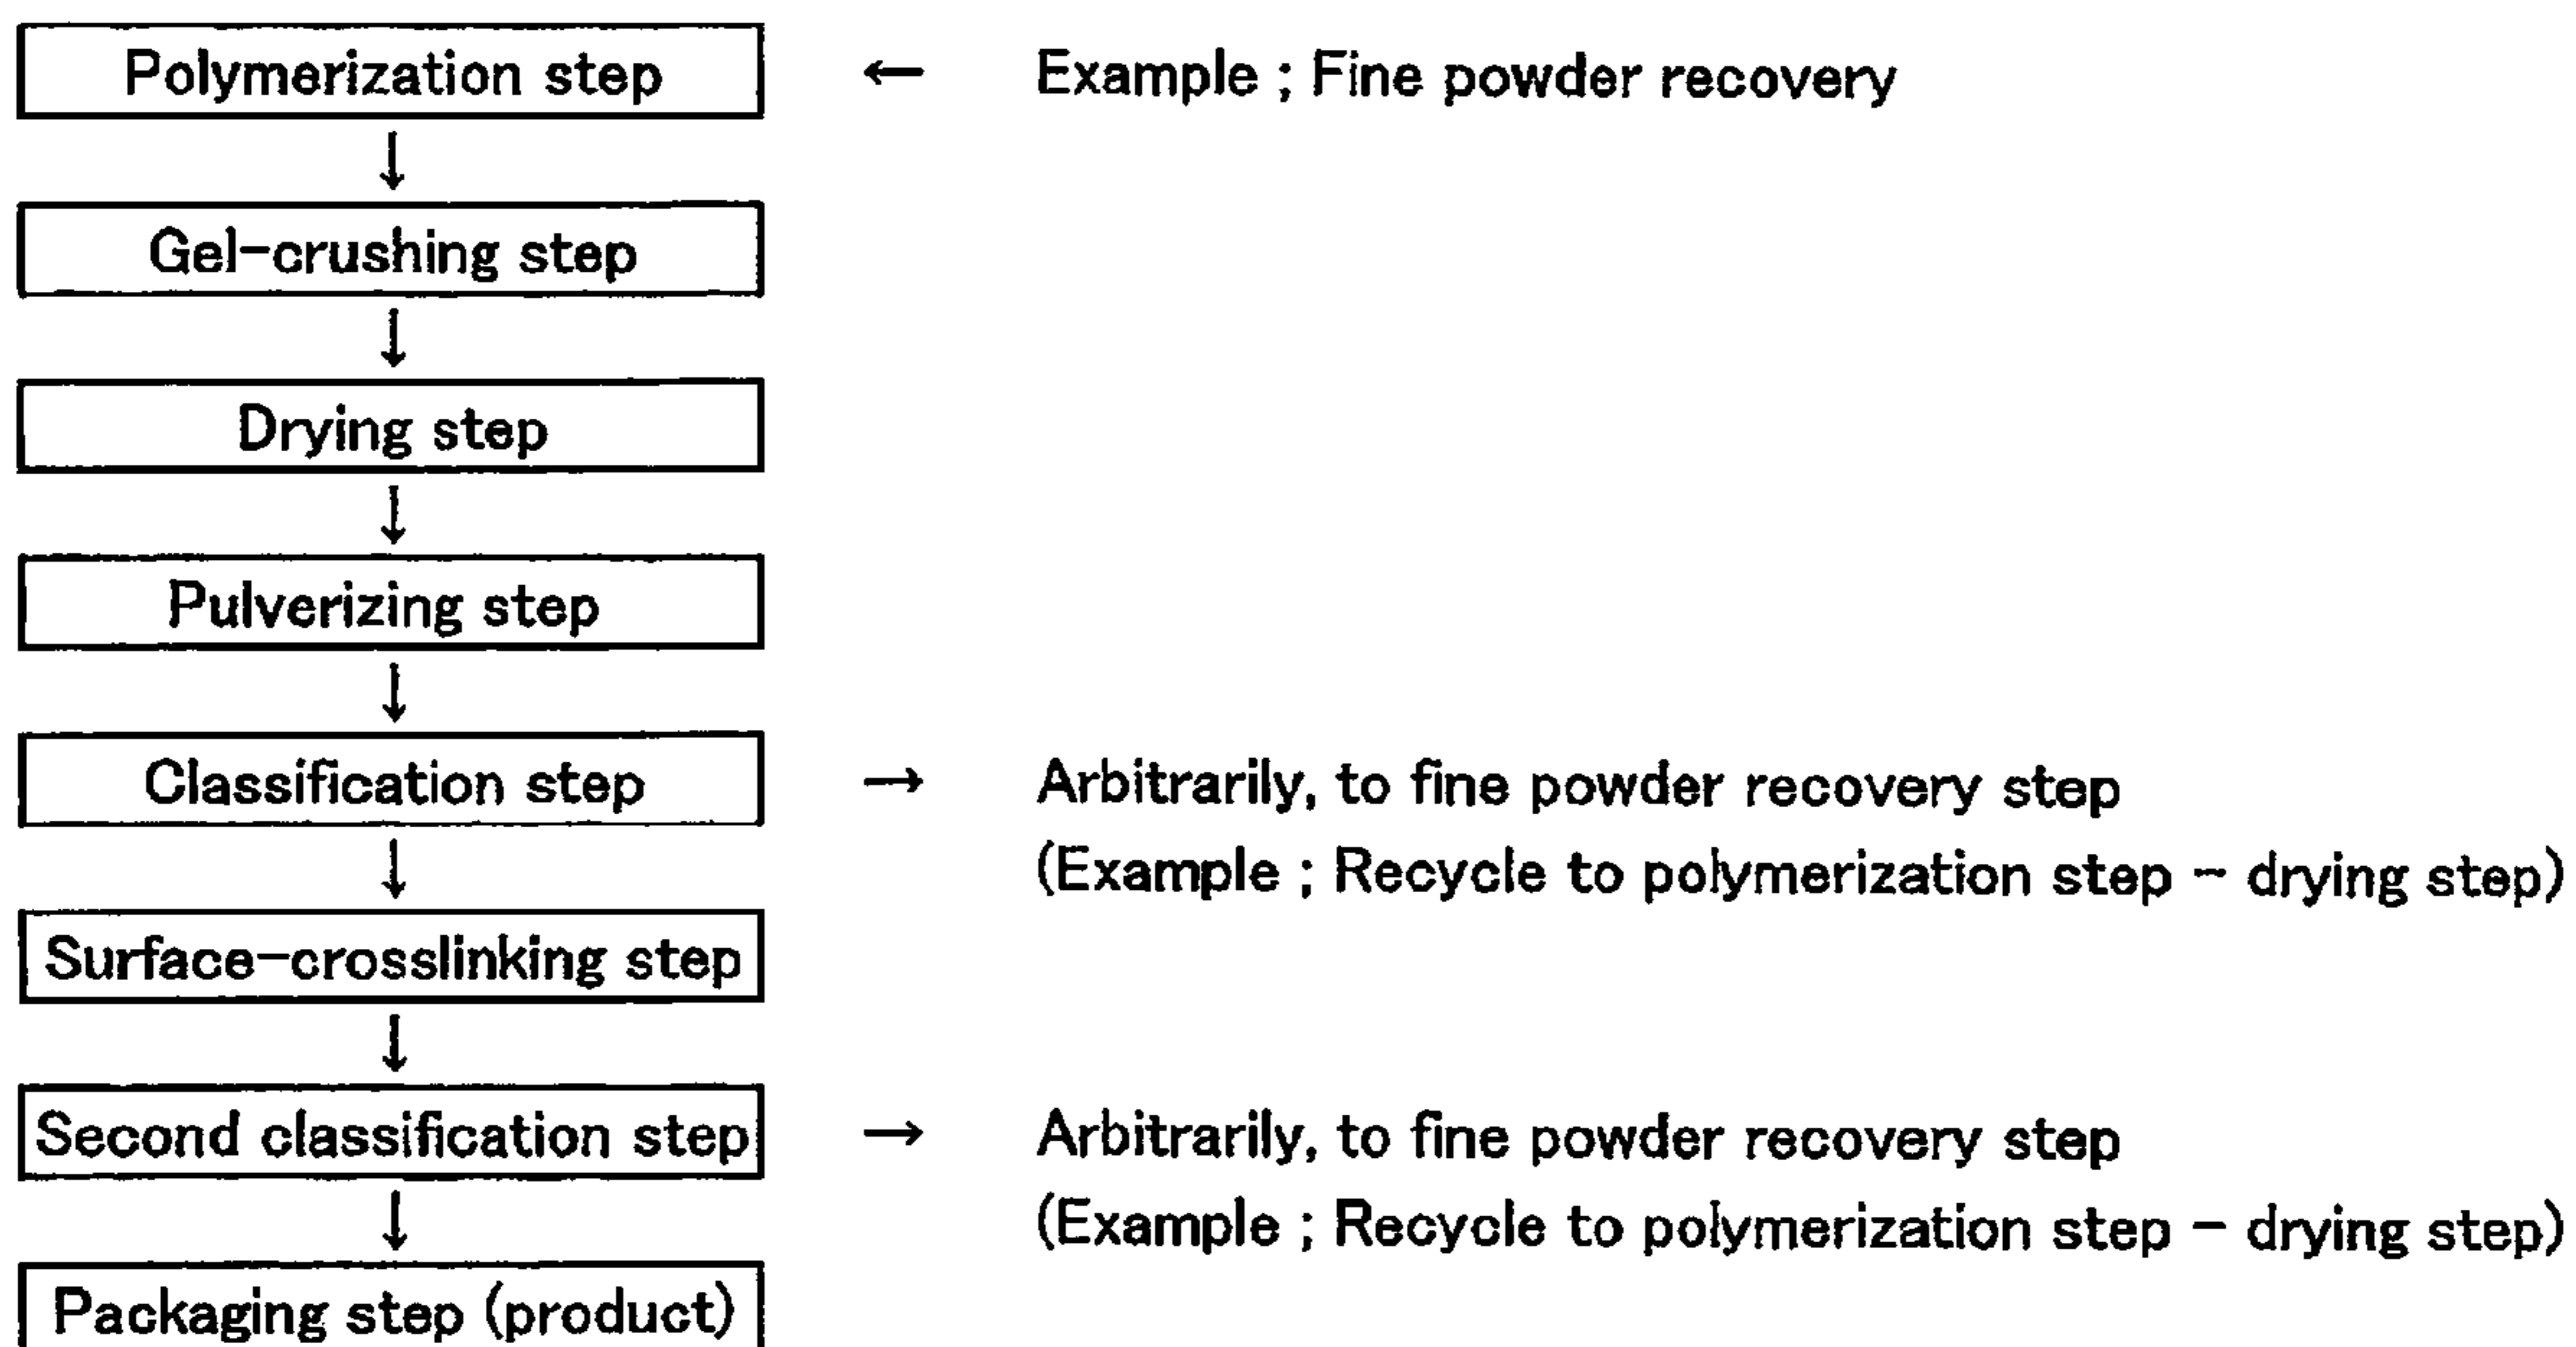 Polymerization step ← Example ; Fine powder recovery
↓
Gel-crushing step
↓
Drying step
↓
Pulverizing step
↓
Classification step → Arbitrarily, to fine powder recovery step
(Example ; Recycle to polymerization step - drying step)
↓
Surface-crosslinking step
↓
Second classification step → Arbitrarily, to fine powder recovery step
(Example ; Recycle to polymerization step - drying step)
↓
Packaging step (product)